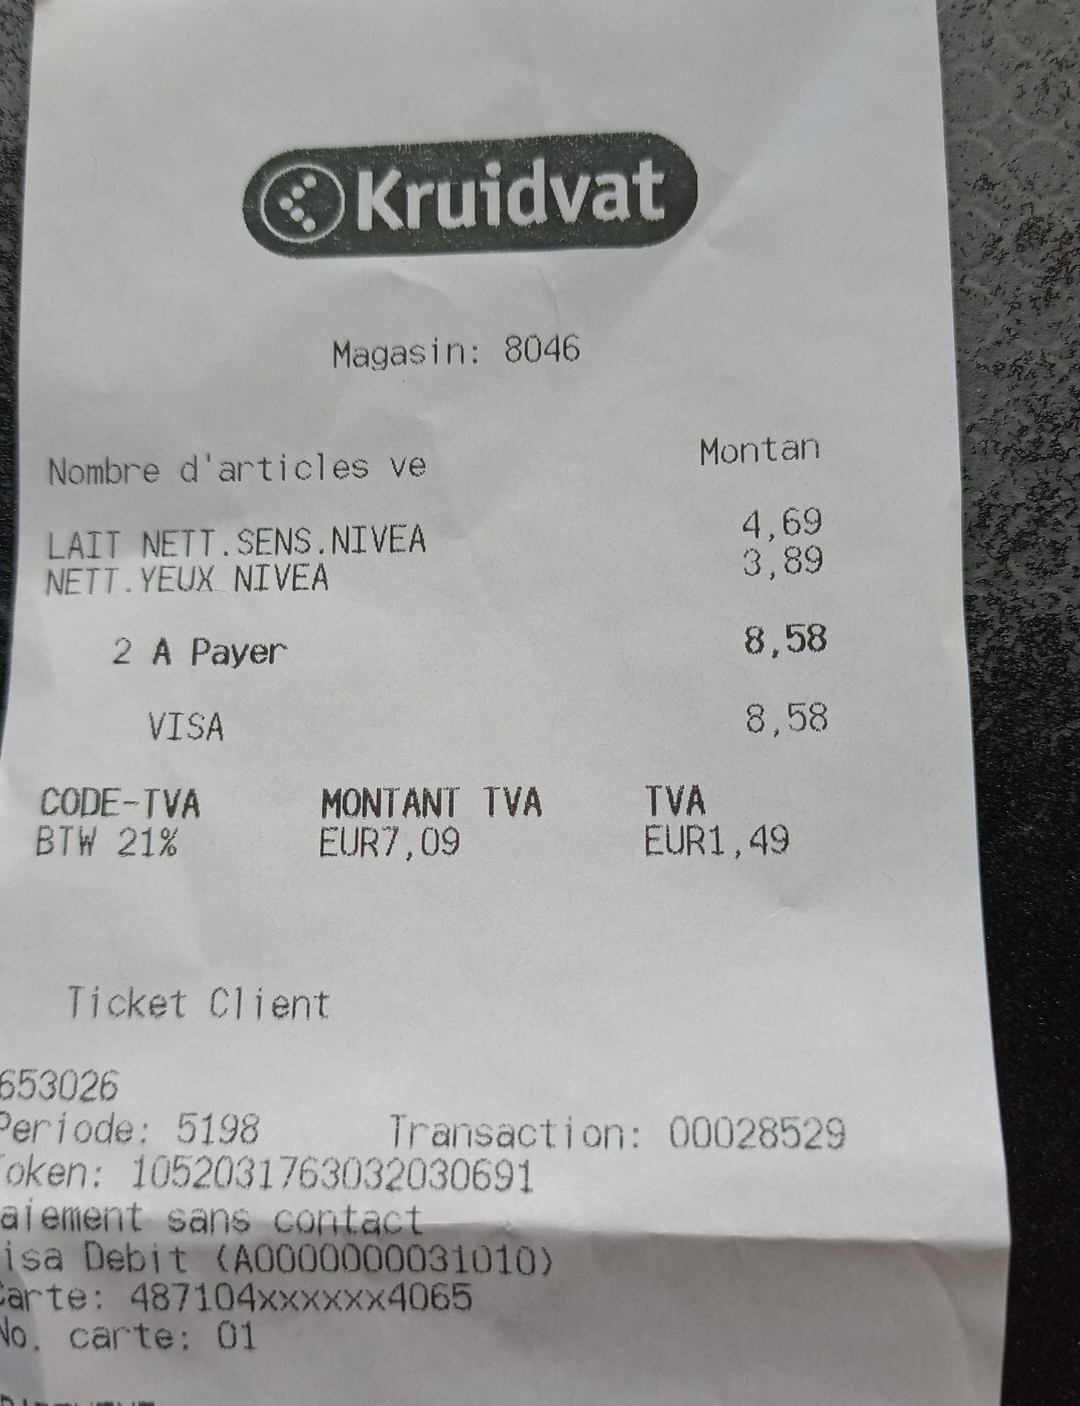 Kruidvat
Magasin: 8046
Nombre d'articles ve Montan
LAIT NETT.SENS.NIVEA 4,69
NETT.YEUX NIVEA 3,89
2 A Payer 8,58
VISA 8,58
CODE-TVA MONTANT TVA TVA
BTW 21% EUR7,09 EUR1,49
Ticket Client
653026
Periode: 5198 Transaction: 00028529
oken: 1052031763032030691
aiement sans contact
isa Debit (A0000000031010)
Carte: 487104xxxxxx4065
No. carte: 01